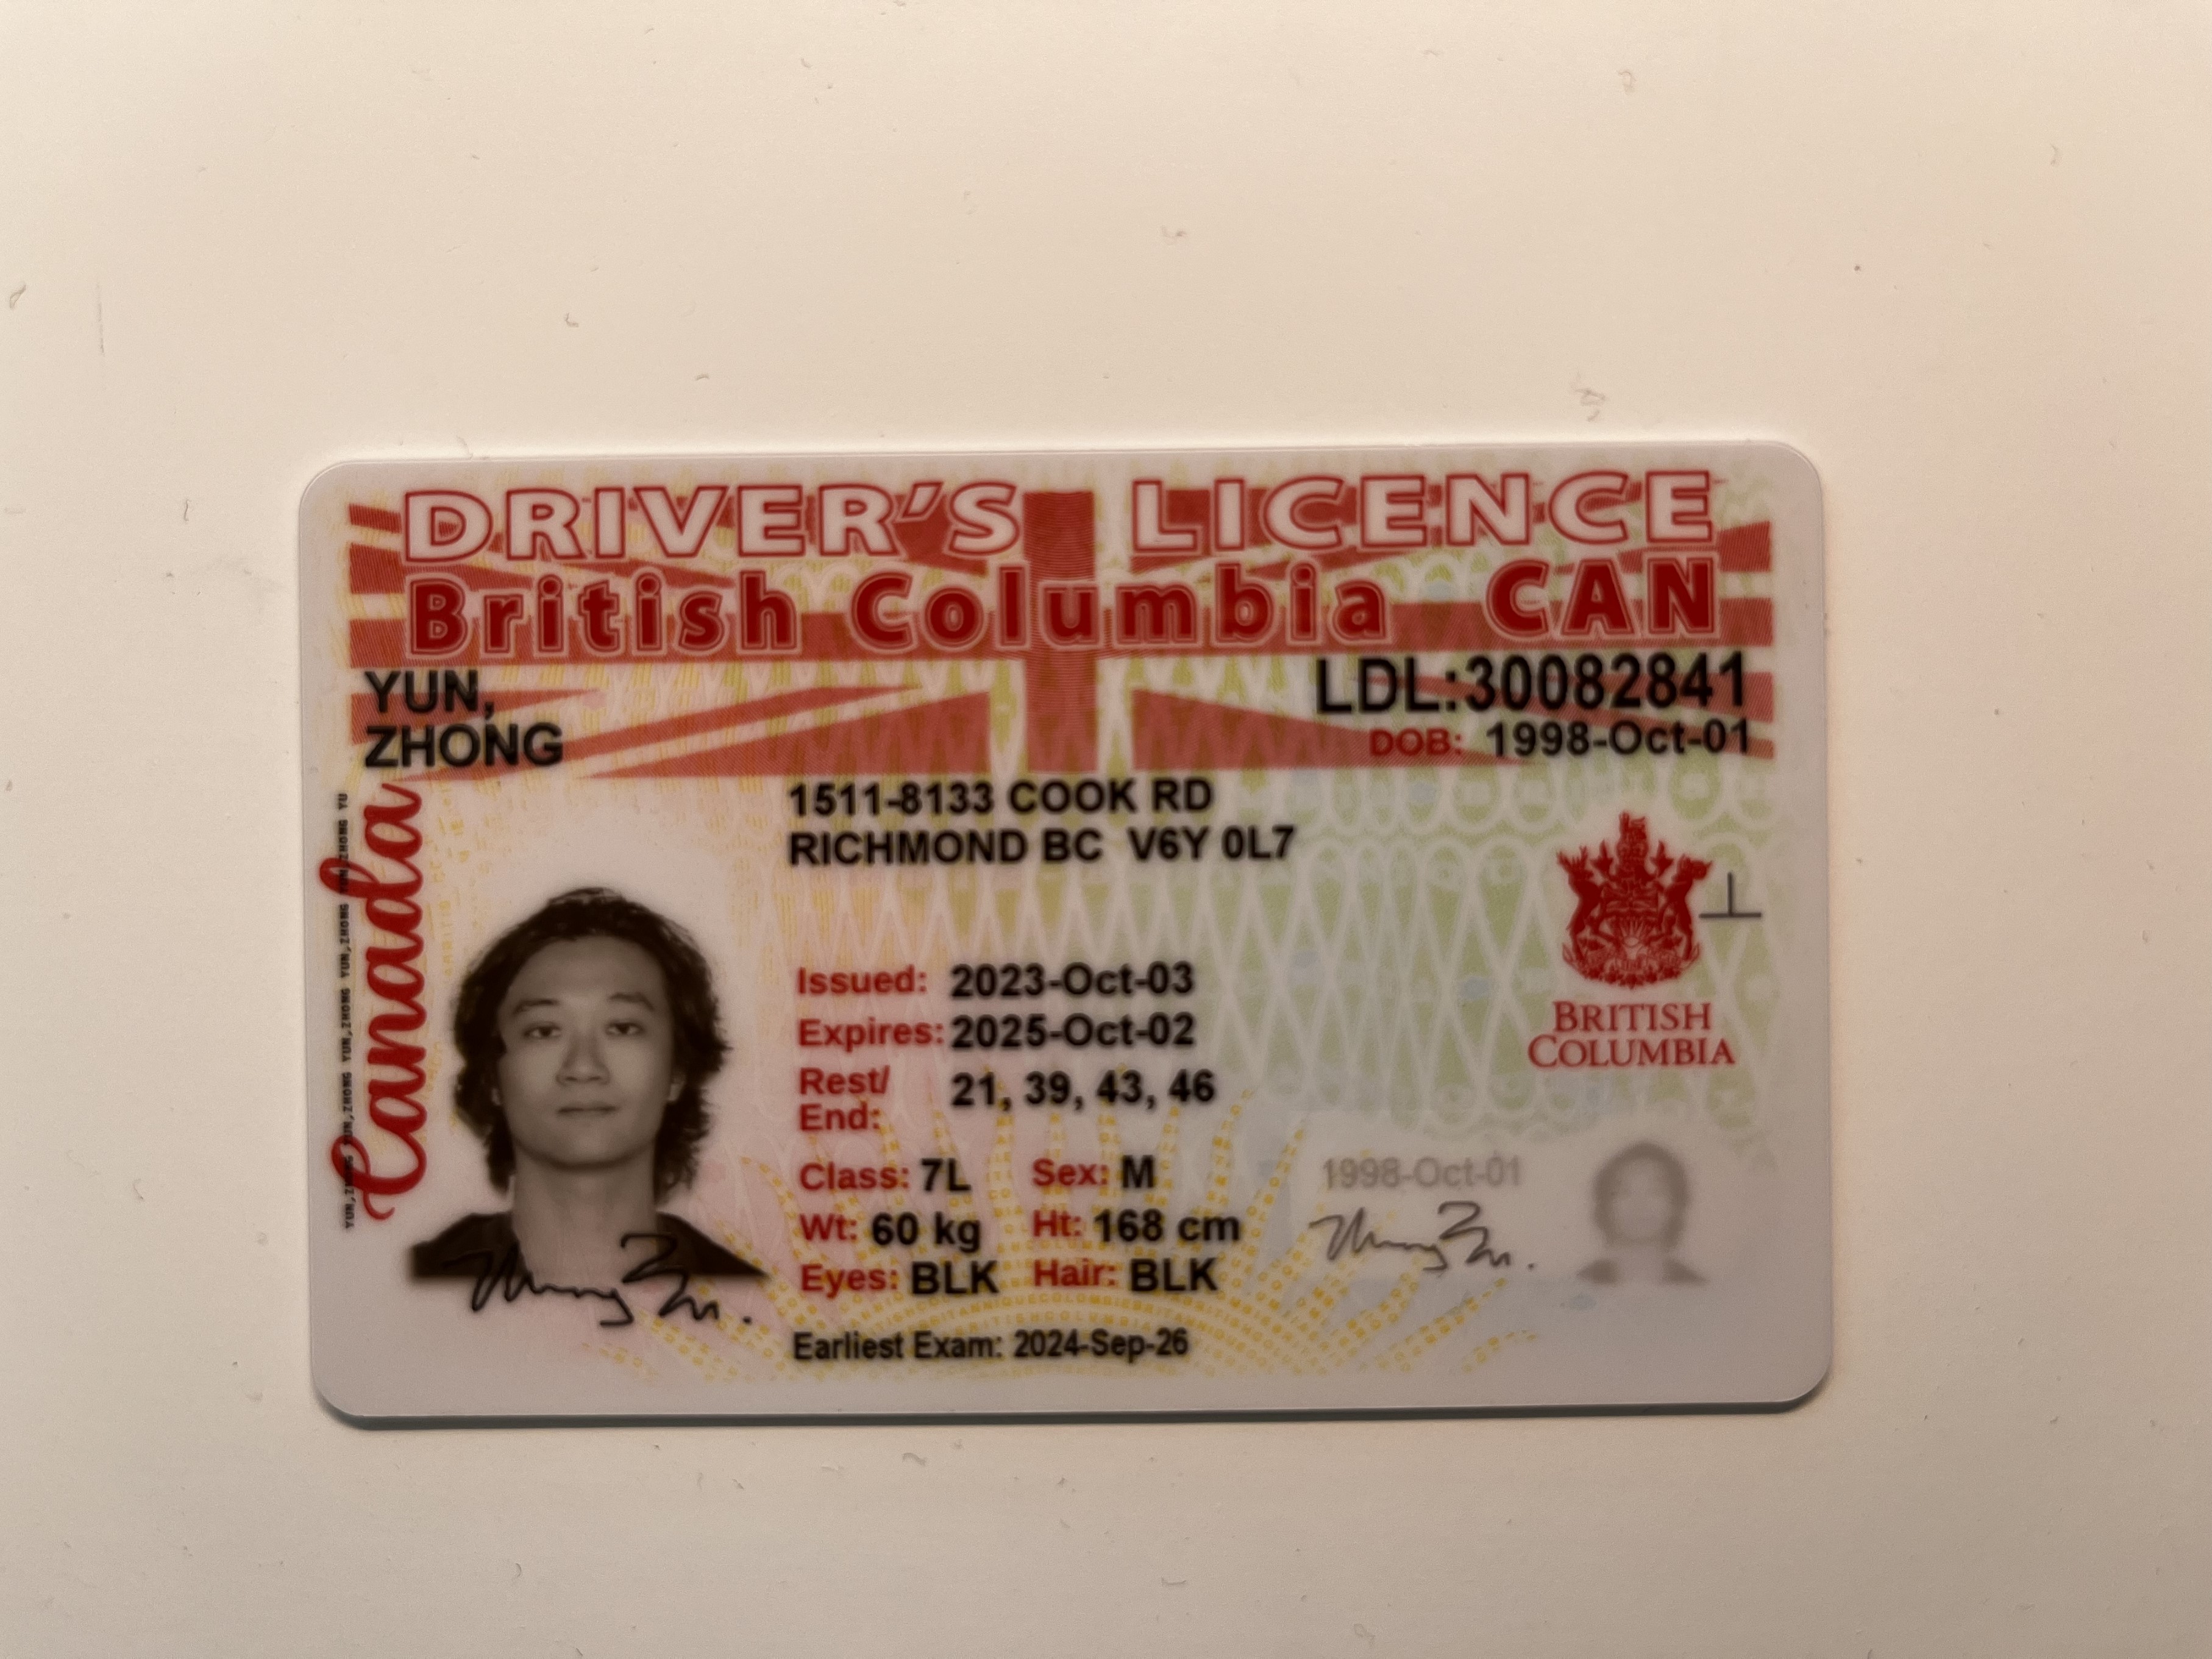 DRIVER'S LICENCE
British Columbia CAN
YUN,
ZHONG
LDL:30082841
DOB: 1998-Oct-01
Canada
1511-8133 COOK RD
RICHMOND BC V6Y 0L7
Issued: 2023-Oct-03
Expires: 2025-Oct-02
Rest/
End: 21, 39, 43, 46
Class: 7L Sex: M
Wt: 60 kg Ht: 168 cm
Eyes: BLK Hair: BLK
Earliest Exam: 2024-Sep-26
BRITISH
COLUMBIA
1998-Oct-01